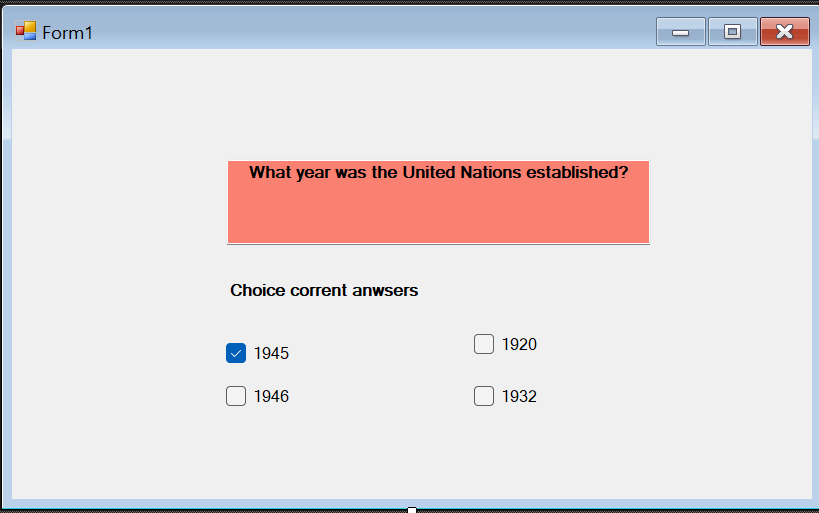 Form1
What year was the United Nations established?
Choice corrent anwsers
1945
1920
1946
1932